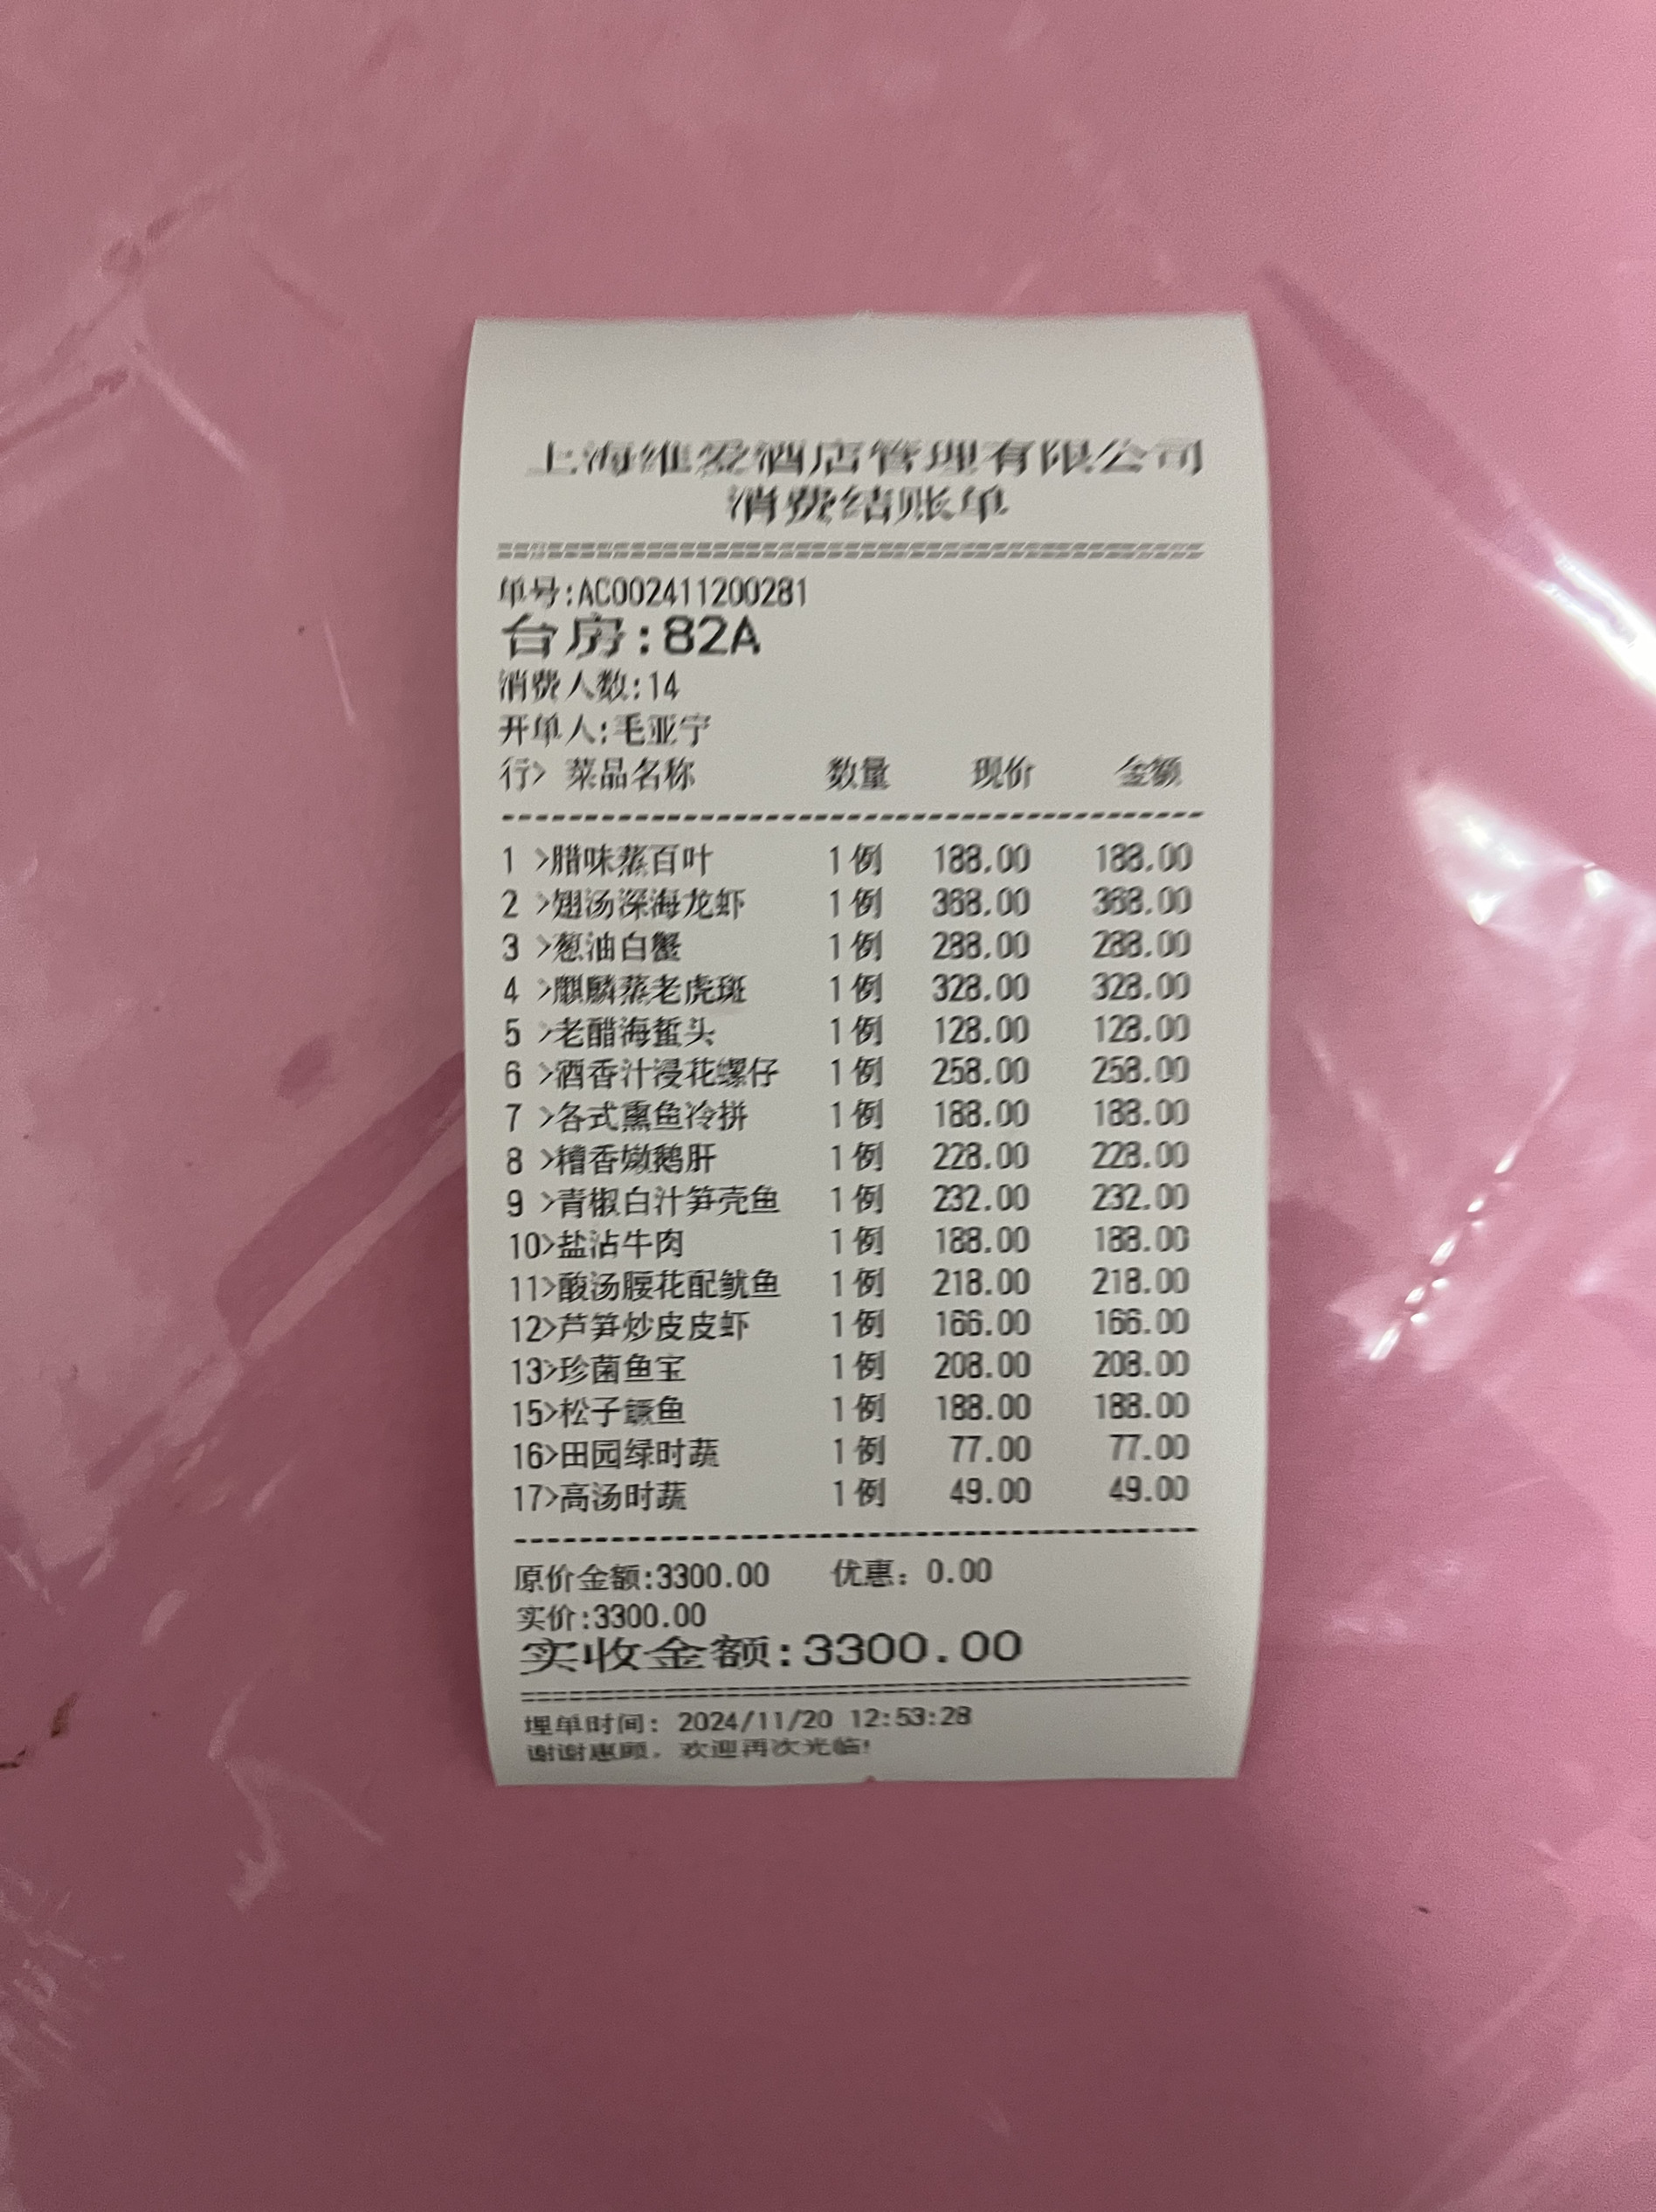 上海维爱酒店管理有限公司
消费结账单
单号:AC002411200281
台房:82A
消费人数:14
开单人:毛亚宁
行> 菜品名称 数量 现价 金额
1 >腊味蒸百叶 1例 188.00 188.00
2 >翅汤深海龙虾 1例 368.00 368.00
3 >葱油白蟹 1例 288.00 288.00
4 >麒麟蒸老虎斑 1例 328.00 328.00
5 >老醋海蜇头 1例 128.00 128.00
6 >酒香汁浸花螺仔 1例 258.00 258.00
7 >各式熏鱼冷拼 1例 188.00 188.00
8 >糟香嫩鹅肝 1例 228.00 228.00
9 >青椒白汁笋壳鱼 1例 232.00 232.00
10>盐沾牛肉 1例 188.00 188.00
11>酸汤腰花配鱿鱼 1例 218.00 218.00
12>芦笋炒皮皮虾 1例 166.00 166.00
13>珍菌鱼宝 1例 208.00 208.00
15>松子鳜鱼 1例 188.00 188.00
16>田园绿时蔬 1例 77.00 77.00
17>高汤时蔬 1例 49.00 49.00
原价金额:3300.00 优惠: 0.00
实价:3300.00
实收金额:3300.00
埋单时间: 2024/11/20 12:53:28
谢谢惠顾，欢迎再次光临!